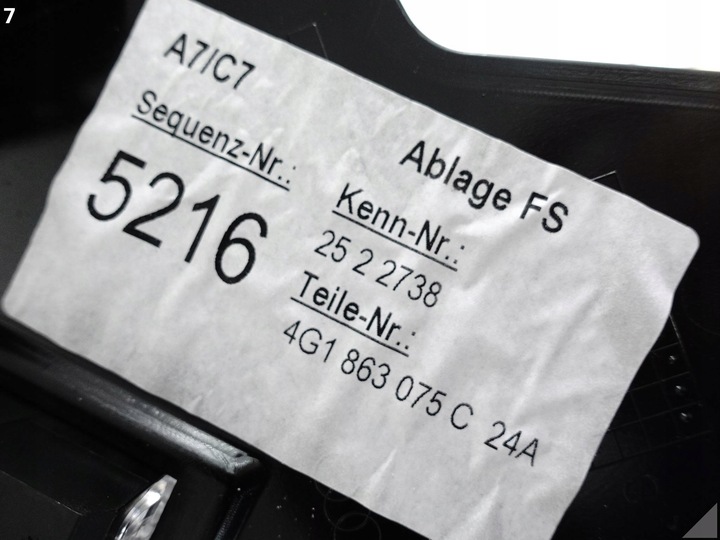 7
A7/C7
Ablage FS
Sequenz-Nr.:
5216
Kenn-Nr.:
25 2 2738
Teile-Nr.:
4G1 863 075 C 24A